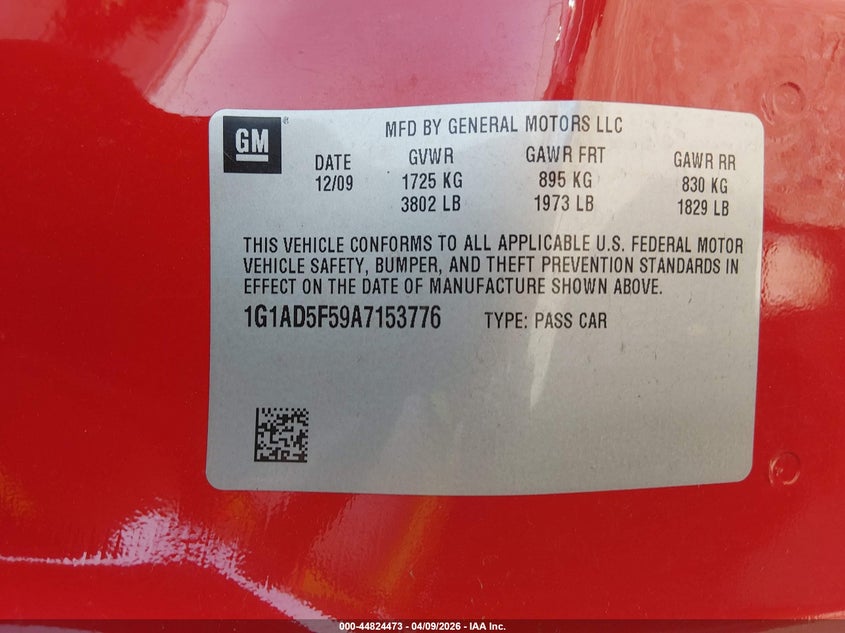 GM ®
MFD BY GENERAL MOTORS LLC
DATE GVWR GAWR FRT GAWR RR
12/09 1725 KG 895 KG 830 KG
3802 LB 1973 LB 1829 LB
THIS VEHICLE CONFORMS TO ALL APPLICABLE U.S. FEDERAL MOTOR
VEHICLE SAFETY, BUMPER, AND THEFT PREVENTION STANDARDS IN
EFFECT ON THE DATE OF MANUFACTURE SHOWN ABOVE.
1G1AD5F59A7153776 TYPE: PASS CAR
000-44824473 - 04/09/2026 - IAA Inc.